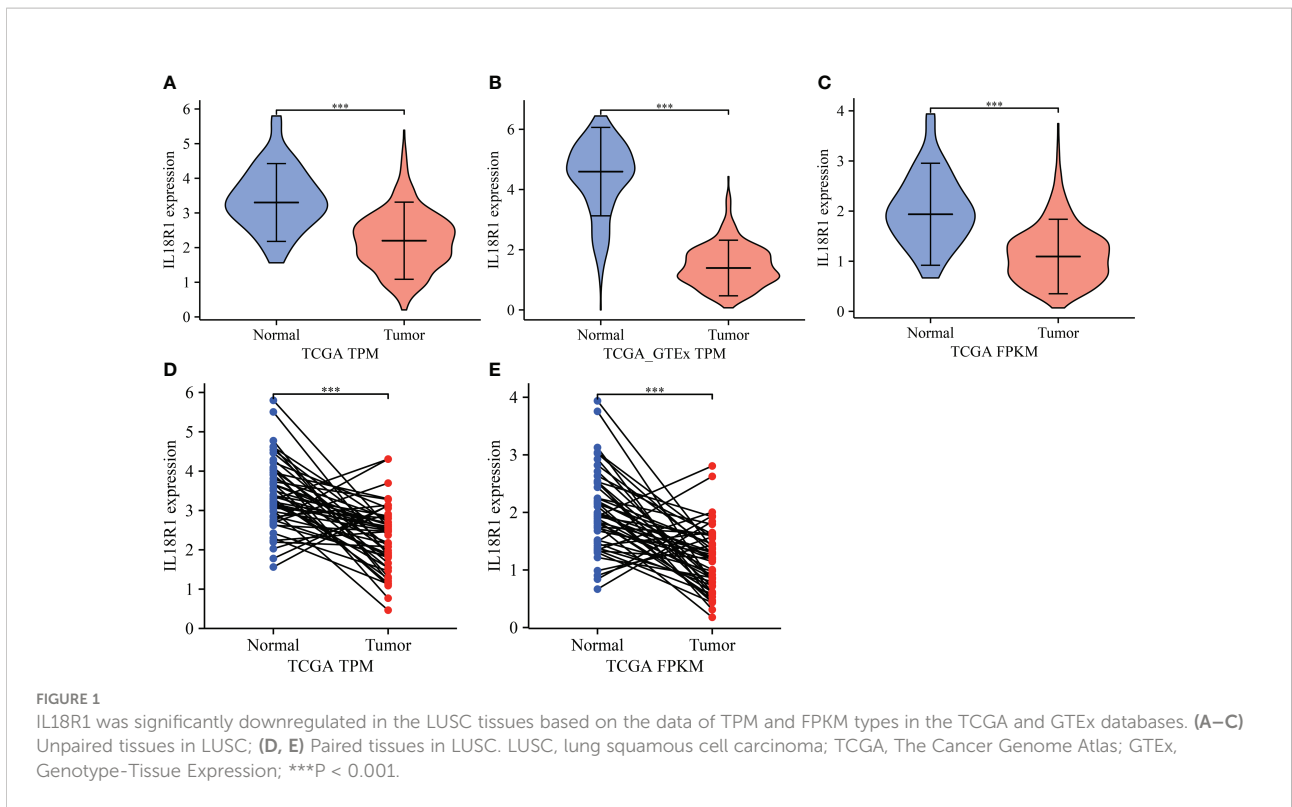 A
IL18R1 expression
6
5
4
3
2
1
0
***
Normal Tumor
TCGA TPM
B
IL18R1 expression
6
4
2
0
***
Normal Tumor
TCGA_GTEx TPM
C
IL18R1 expression
4
3
2
1
0
***
Normal Tumor
TCGA FPKM
D
IL18R1 expression
6
5
4
3
2
1
0
***
Normal Tumor
TCGA TPM
E
IL18R1 expression
4
3
2
1
0
***
Normal Tumor
TCGA FPKM
FIGURE 1
IL18R1 was significantly downregulated in the LUSC tissues based on the data of TPM and FPKM types in the TCGA and GTEx databases. (A–C)
Unpaired tissues in LUSC; (D, E) Paired tissues in LUSC. LUSC, lung squamous cell carcinoma; TCGA, The Cancer Genome Atlas; GTEx,
Genotype-Tissue Expression; ***P < 0.001.